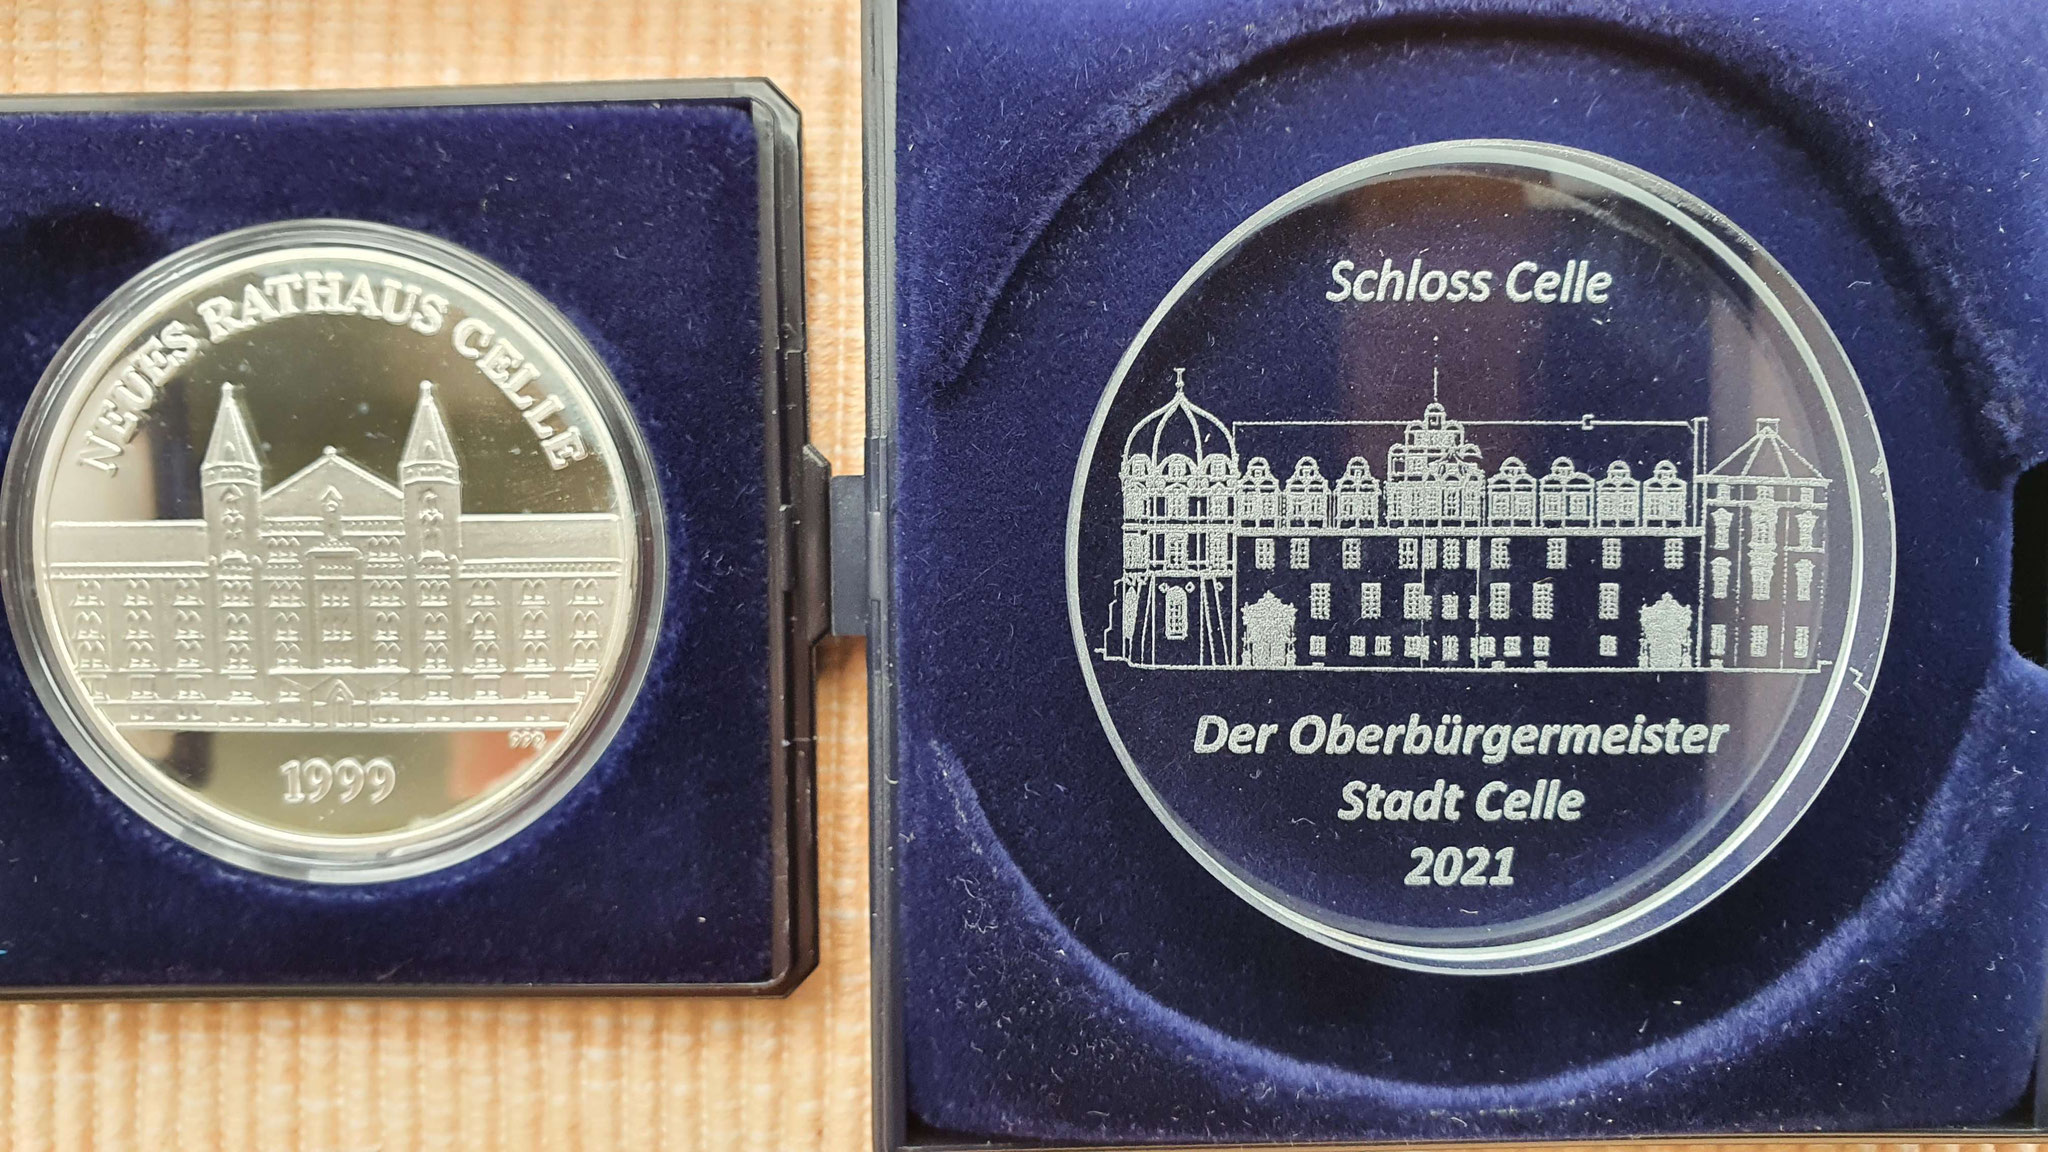 NEUES RATHAUS CELLE
999
1999
Schloss Celle
Der Oberbürgermeister
Stadt Celle
2021